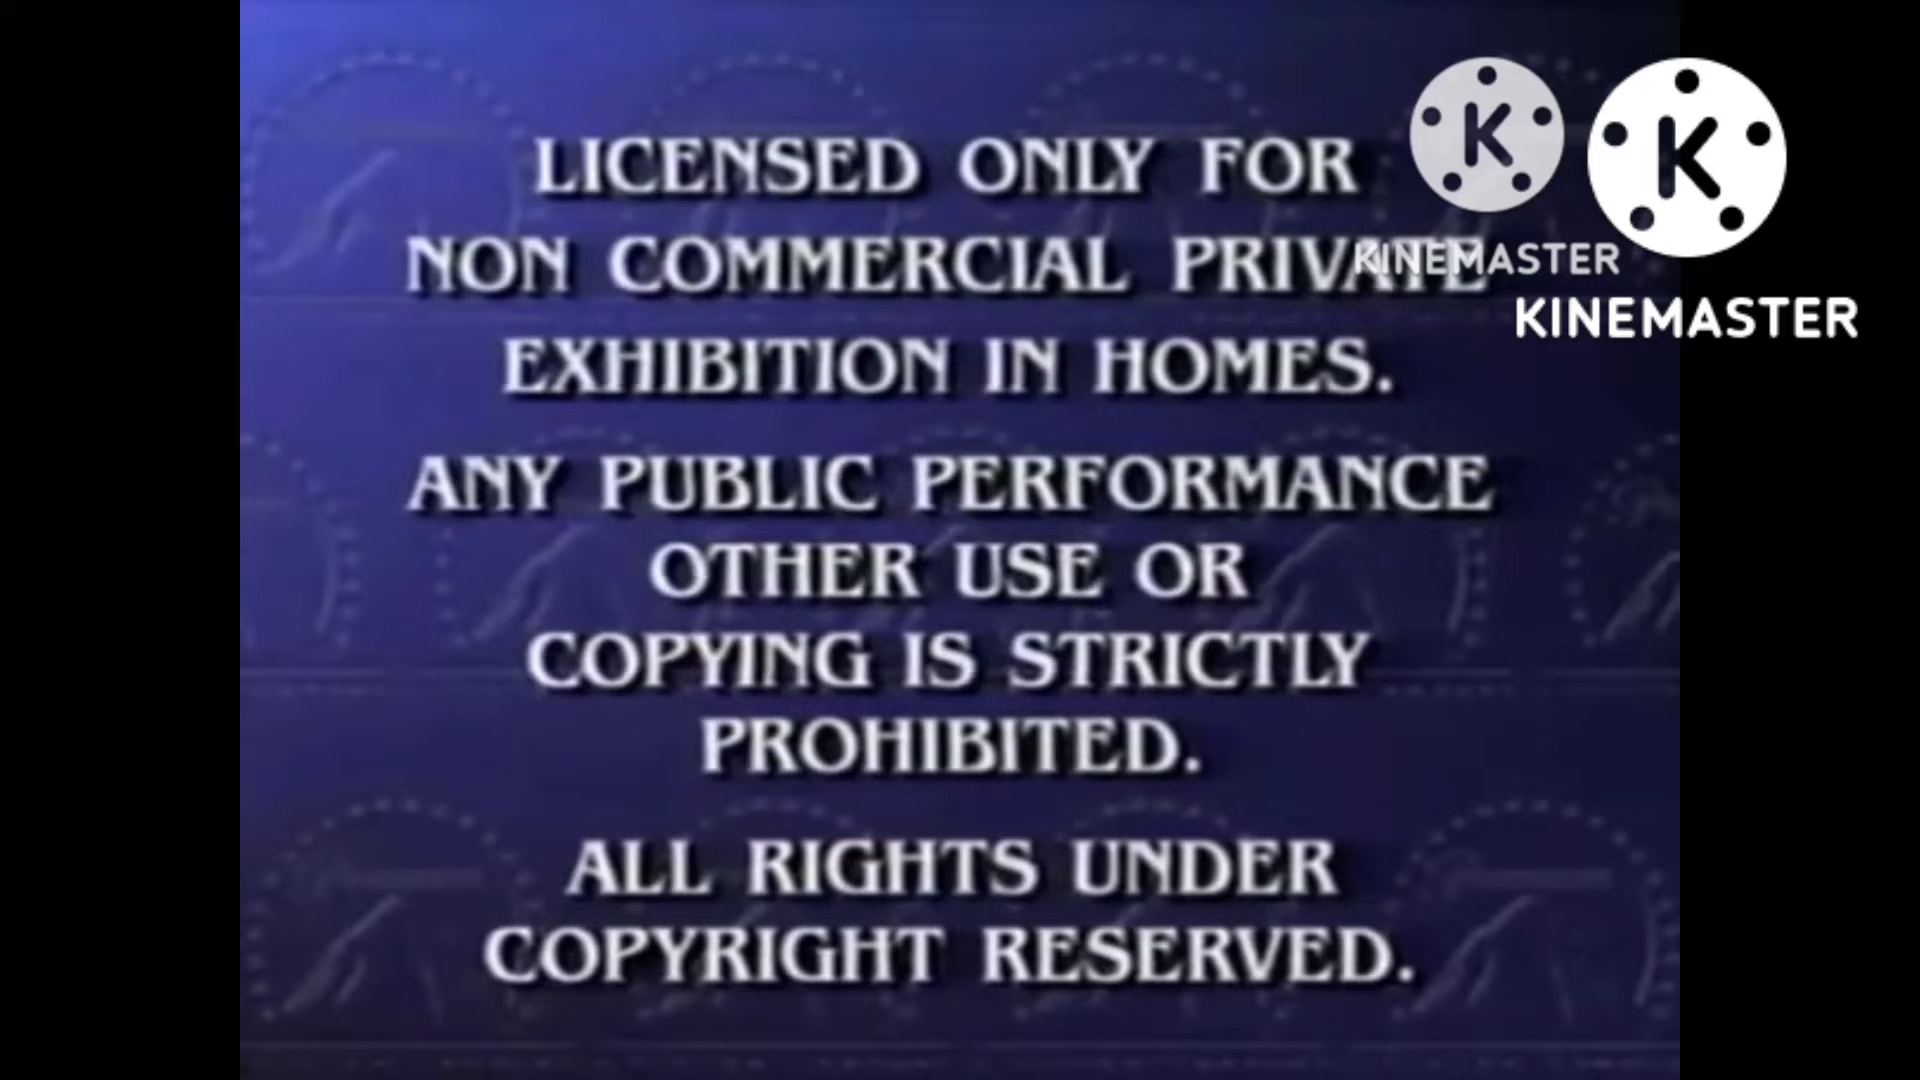 LICENSED ONLY FOR
NON COMMERCIAL PRIVATE
EXHIBITION IN HOMES.
ANY PUBLIC PERFORMANCE
OTHER USE OR
COPYING IS STRICTLY
PROHIBITED.
ALL RIGHTS UNDER
COPYRIGHT RESERVED.
K
KINEMASTER
K
KINEMASTER